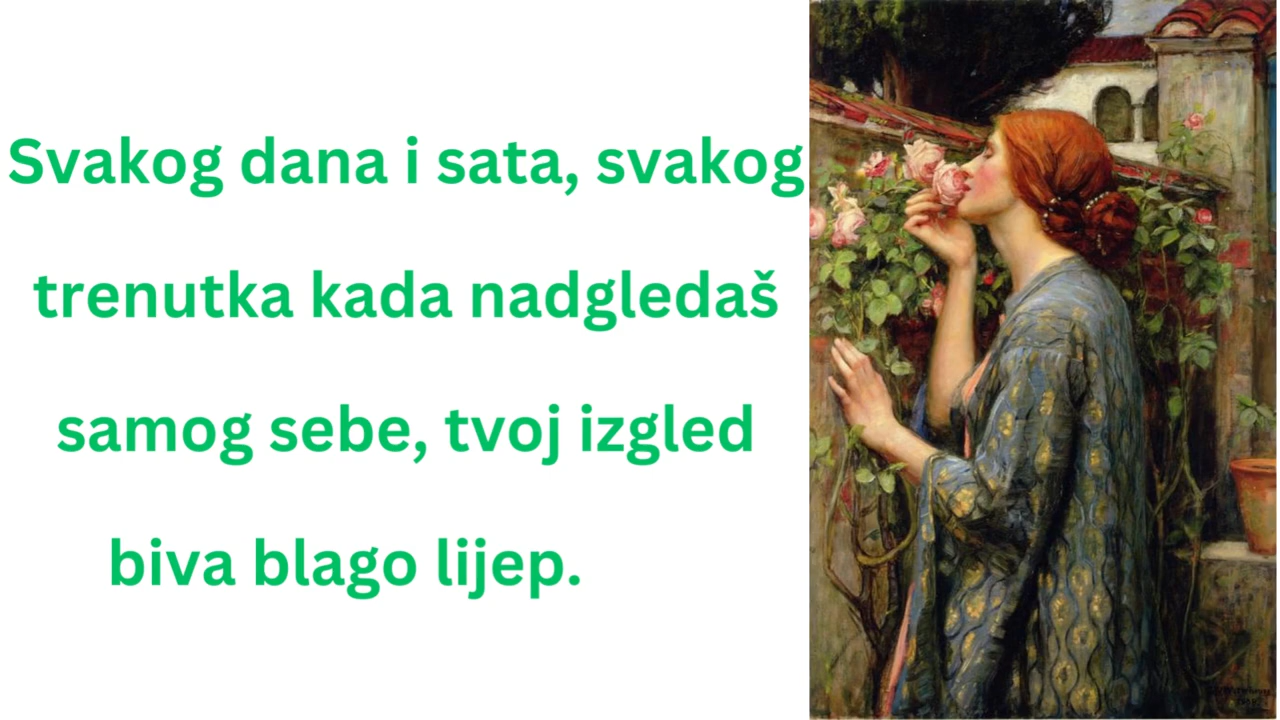 Svakog dana i sata, svakog
trenutka kada nadgledaš
samog sebe, tvoj izgled
biva blago lijep.